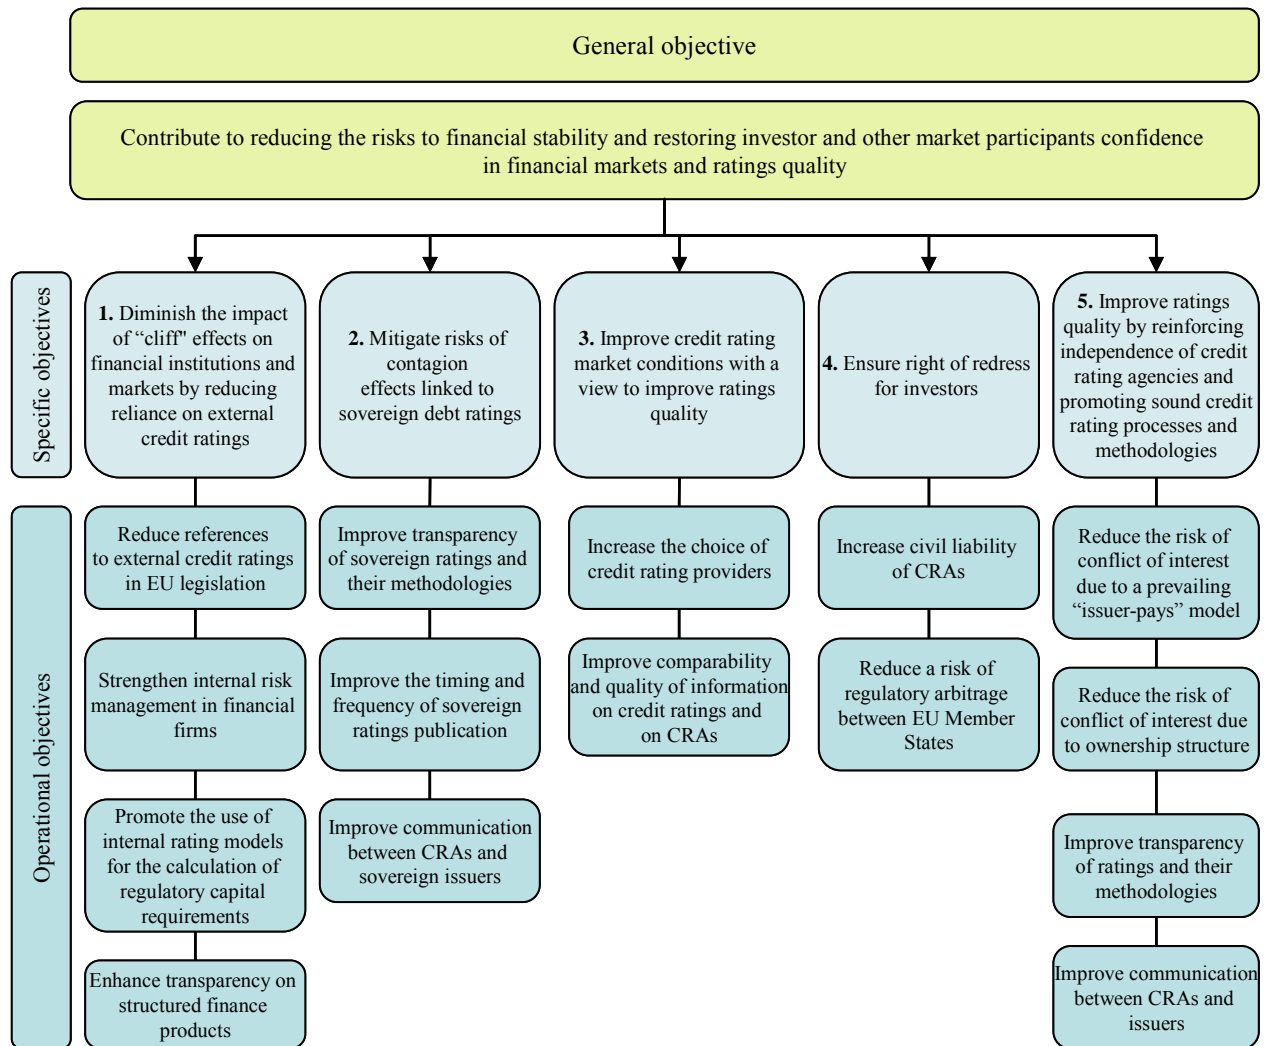 General objective
Contribute to reducing the risks to financial stability and restoring investor and other market participants confidence
in financial markets and ratings quality
Specific objectives
1. Diminish the impact
of “cliff" effects on
financial institutions and
markets by reducing
reliance on external
credit ratings
2. Mitigate risks of
contagion
effects linked to
sovereign debt ratings
3. Improve credit rating
market conditions with a
view to improve ratings
quality
4. Ensure right of redress
for investors
5. Improve ratings
quality by reinforcing
independence of credit
rating agencies and
promoting sound credit
rating processes and
methodologies
Operational objectives
Reduce references
to external credit ratings
in EU legislation
Strengthen internal risk
management in financial
firms
Promote the use of
internal rating models
for the calculation of
regulatory capital
requirements
Enhance transparency on
structured finance
products
Improve transparency
of sovereign ratings and
their methodologies
Improve the timing and
frequency of sovereign
ratings publication
Improve communication
between CRAs and
sovereign issuers
Increase the choice of
credit rating providers
Improve comparability
and quality of information
on credit ratings and
on CRAs
Increase civil liability
of CRAs
Reduce a risk of
regulatory arbitrage
between EU Member
States
Reduce the risk of
conflict of interest
due to a prevailing
“issuer-pays” model
Reduce the risk of
conflict of interest due
to ownership structure
Improve transparency
of ratings and their
methodologies
Improve communication
between CRAs and
issuers